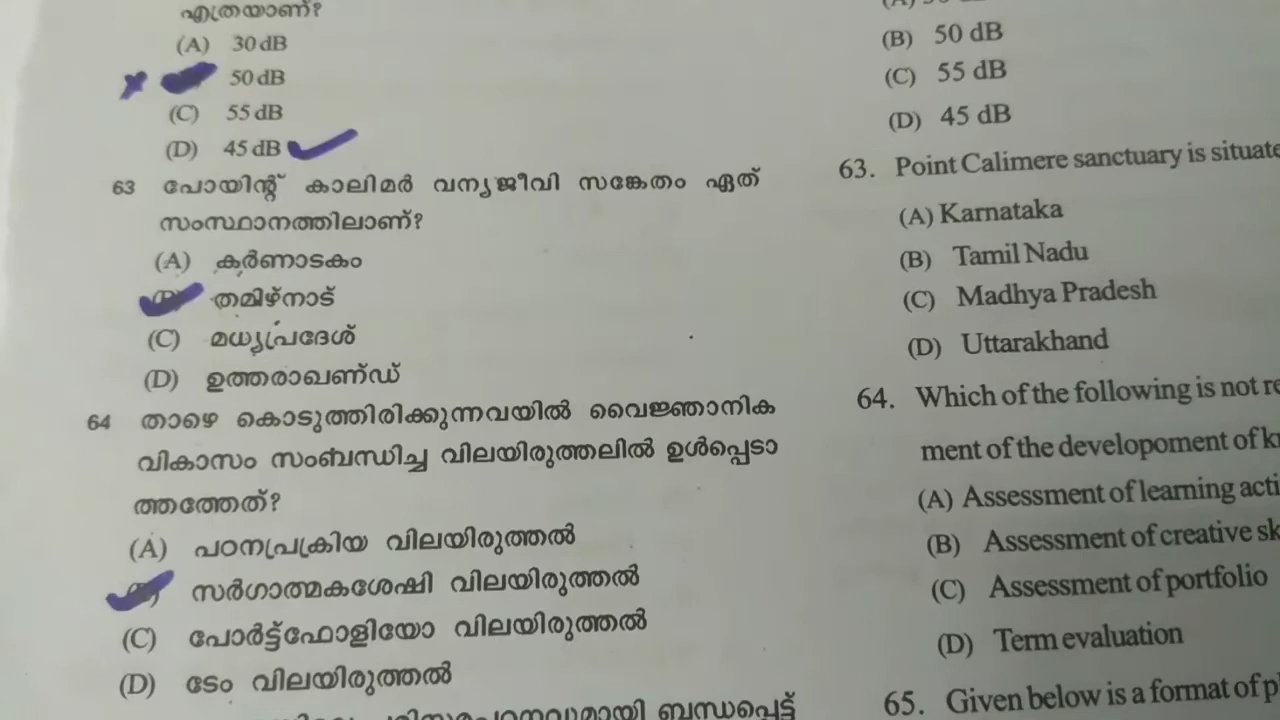 എത്രയാണ്?
(A) 30 dB
50 dB
(C) 55 dB
(D) 45 dB
63 പോയിന്റ് കാലിമർ വന്യജീവി സങ്കേതം ഏത്
സംസ്ഥാനത്തിലാണ്?
(A) കർണാടകം
(B) തമിഴ്നാട്
(C) മധ്യപ്രദേശ്
(D) ഉത്തരാഖണ്ഡ്
64 താഴെ കൊടുത്തിരിക്കുന്നവയിൽ വൈജ്ഞാനിക
വികാസം സംബന്ധിച്ച വിലയിരുത്തലിൽ ഉൾപ്പെടാ
ത്തത്തേത്?
(A) പഠനപ്രക്രിയ വിലയിരുത്തൽ
സർഗാത്മകശേഷി വിലയിരുത്തൽ
(C) പോർട്ട്ഫോളിയോ വിലയിരുത്തൽ
(D) ടേം വിലയിരുത്തൽ
ബന്ധപ്പെട്ട്
(B) 50 dB
(C) 55 dB
(D) 45 dB
63. Point Calimere sanctuary is situate
(A) Karnataka
(B) Tamil Nadu
(C) Madhya Pradesh
(D) Uttarakhand
64. Which of the following is not re
ment of the developoment of k
(A) Assessment of learning acti
(B) Assessment of creative sk
(C) Assessment of portfolio
(D) Term evaluation
65. Given below is a format of p